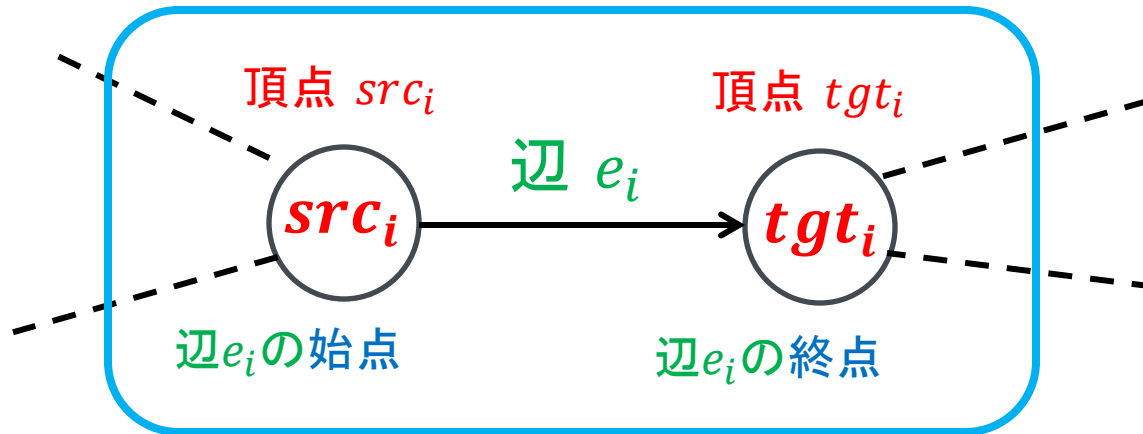 頂点 src_i
頂点 tgt_i
辺 e_i
src_i
tgt_i
辺e_iの始点
辺e_iの終点